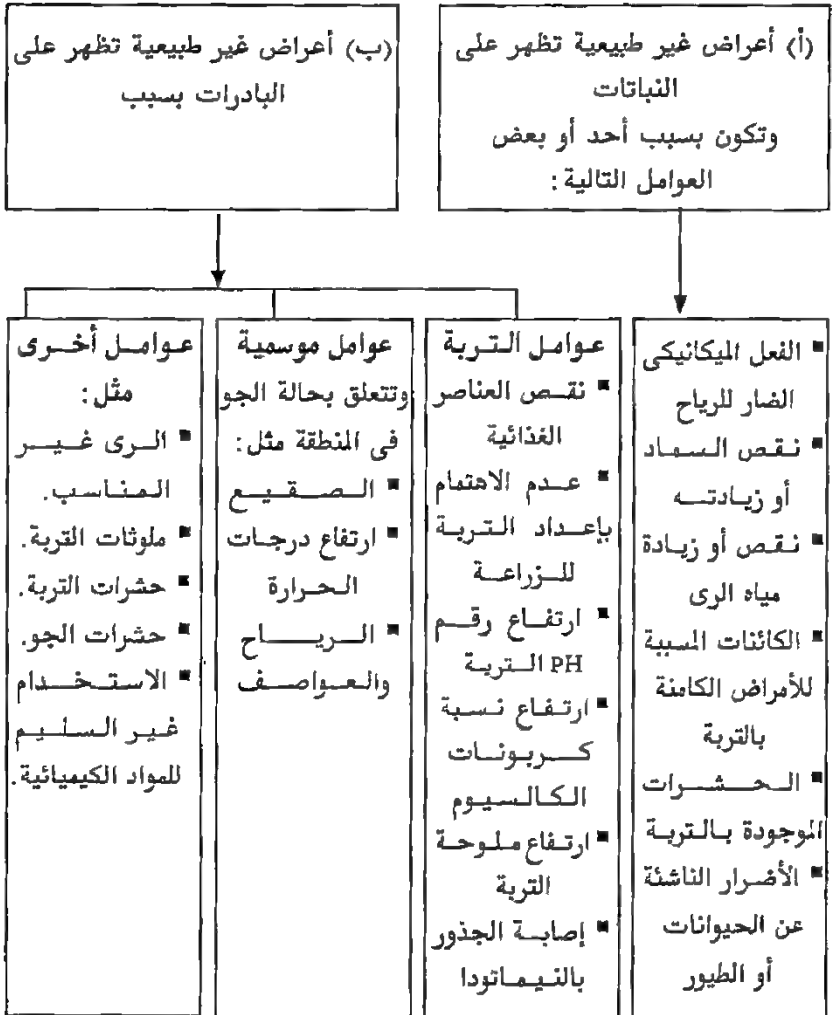 (أ) أعراض غير طبيعية تظهر على
النباتات
وتكون بسبب أحد أو بعض
العوامل التالية:
(ب) أعراض غير طبيعية تظهر على
البادرات بسبب
■ الفعل الميكانيكى
الضار للرياح
■ نقص السماد
أو زيادته
■ نقص أو زيادة
مياه الرى
■ الكائنات المسببة
للأمراض الكامنة
بالتربة
■ الحشرات
الموجودة بالتربة
■ الأضرار الناشئة
عن الحيوانات
أو الطيور
عوامل التربة
■ نقص العناصر
الغذائية
■ عدم الاهتمام
بإعداد التربة
للزراعة
■ ارتفاع رقم
PH التربة
■ ارتفاع نسبة
كربونات
الكالسيوم
■ ارتفاع ملوحة
التربة
■ إصابة الجذور
بالنيماتودا
عوامل موسمية
وتتعلق بحالة الجو
فى المنطقة مثل:
■ الصقيع
■ ارتفاع درجات
الحرارة
■ الرياح
والعواصف
عوامل أخرى
مثل:
■ الرى غير
المناسب.
■ ملوثات التربة.
■ حشرات التربة.
■ حشرات الجو.
■ الاستخدام
غير السليم
للمواد الكيميائية.